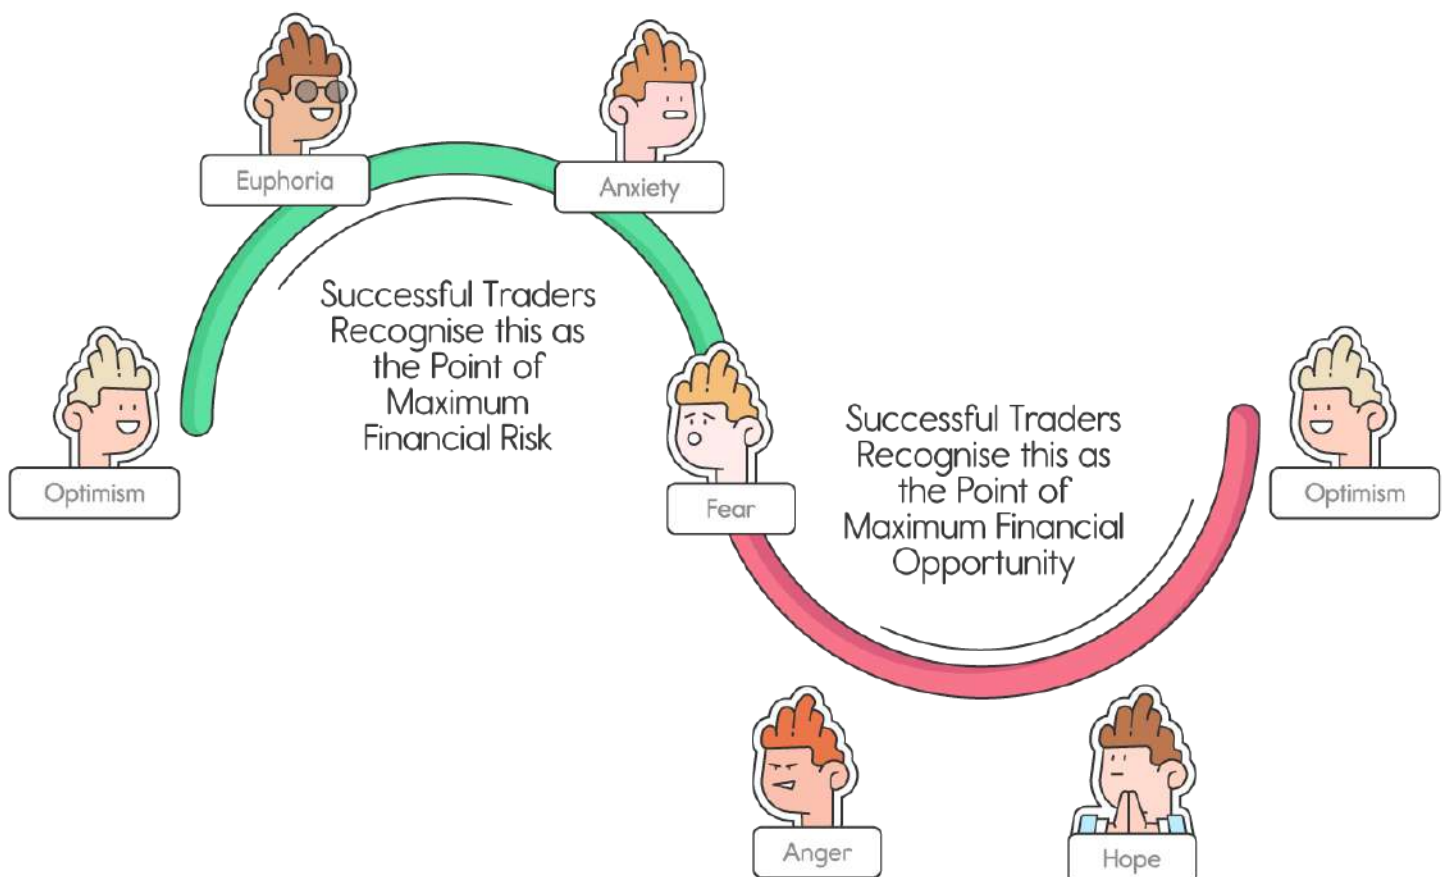 Euphoria
Anxiety
Successful Traders
Recognise this as
the Point of
Maximum
Financial Risk
Optimism
Fear
Successful Traders
Recognise this as
the Point of
Maximum Financial
Opportunity
Optimism
Anger
Hope